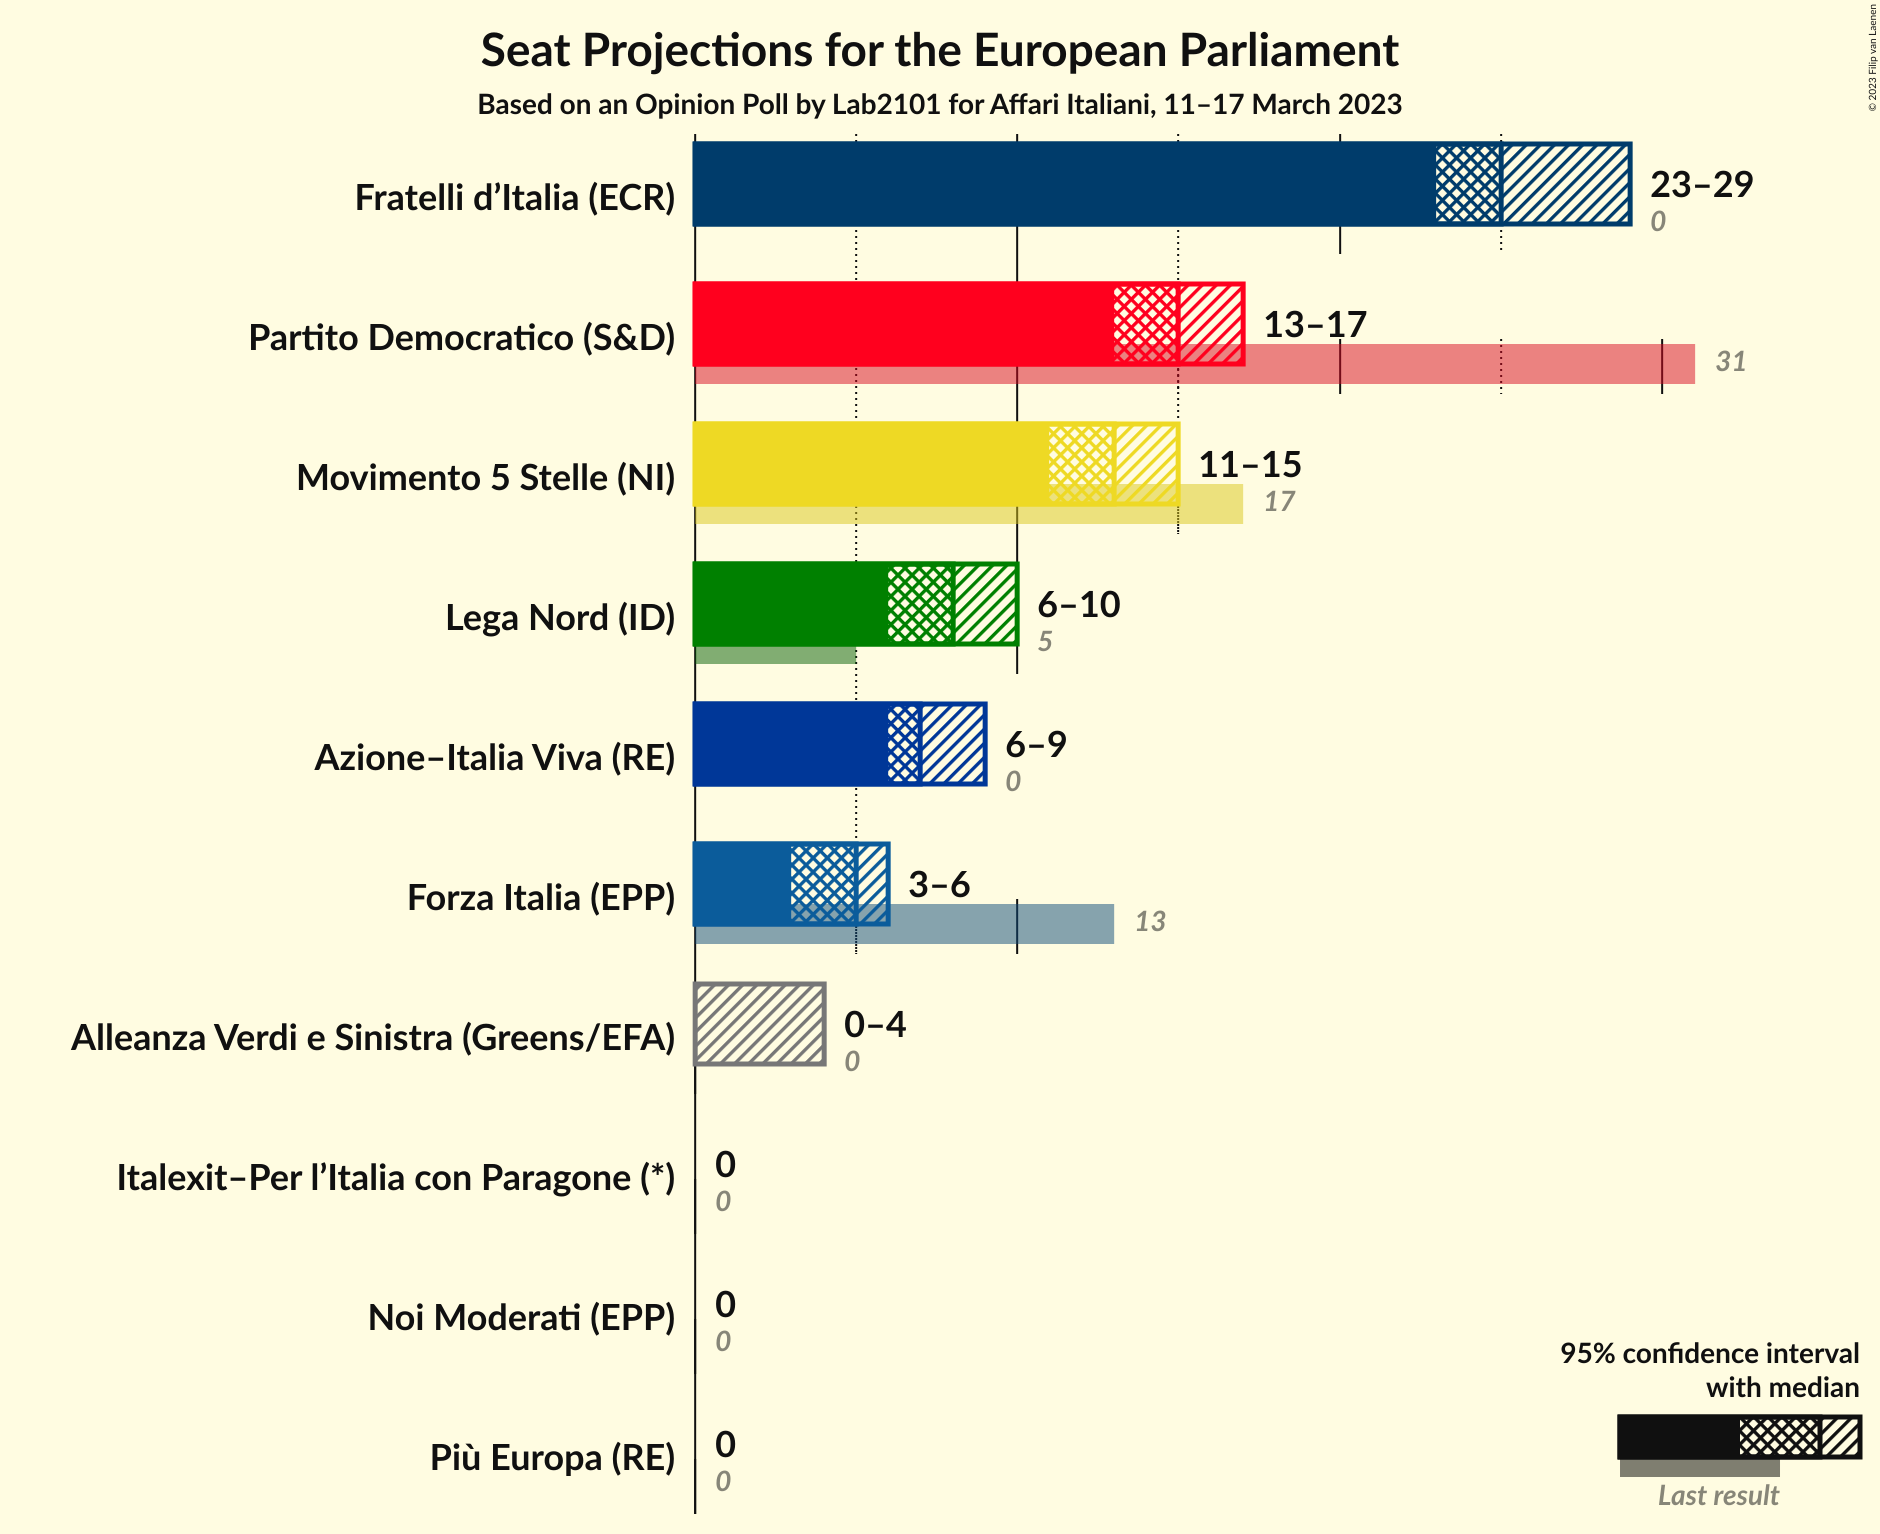 Seat Projections for the European Parliament
Based on an Opinion Poll by Lab2101 for Affari Italiani, 11–17 March 2023
© 2023 Filip van Laenen
Fratelli d’Italia (ECR)
23–29
0
Partito Democratico (S&D)
13–17
31
Movimento 5 Stelle (NI)
11–15
17
Lega Nord (ID)
6–10
5
Azione–Italia Viva (RE)
6–9
0
Forza Italia (EPP)
3–6
13
Alleanza Verdi e Sinistra (Greens/EFA)
0–4
0
Italexit–Per l’Italia con Paragone (*)
0
0
Noi Moderati (EPP)
0
0
Più Europa (RE)
0
0
95% confidence interval
with median
Last result